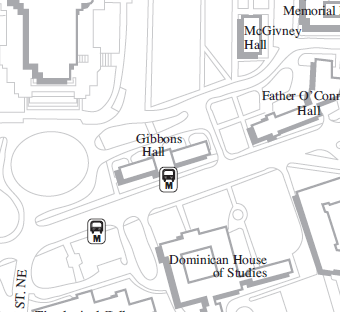 Memorial
McGivney
Hall
Father O'Conn
Hall
Gibbons
Hall
M
M
Dominican House
of Studies
ST. NE